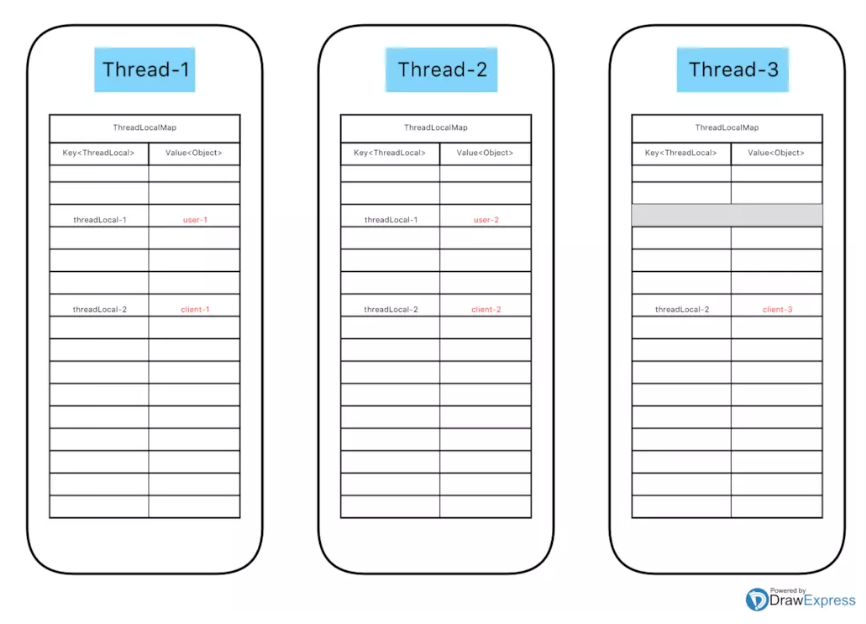 Thread-1
ThreadLocalMap
Key<ThreadLocal> Value<Object>
threadLocal-1 user-1
threadLocal-2 client-1
Thread-2
ThreadLocalMap
Key<ThreadLocal> Value<Object>
threadLocal-1 user-2
threadLocal-2 client-2
Thread-3
ThreadLocalMap
Key<ThreadLocal> Value<Object>
threadLocal-2 client-3
Powered by
DrawExpress